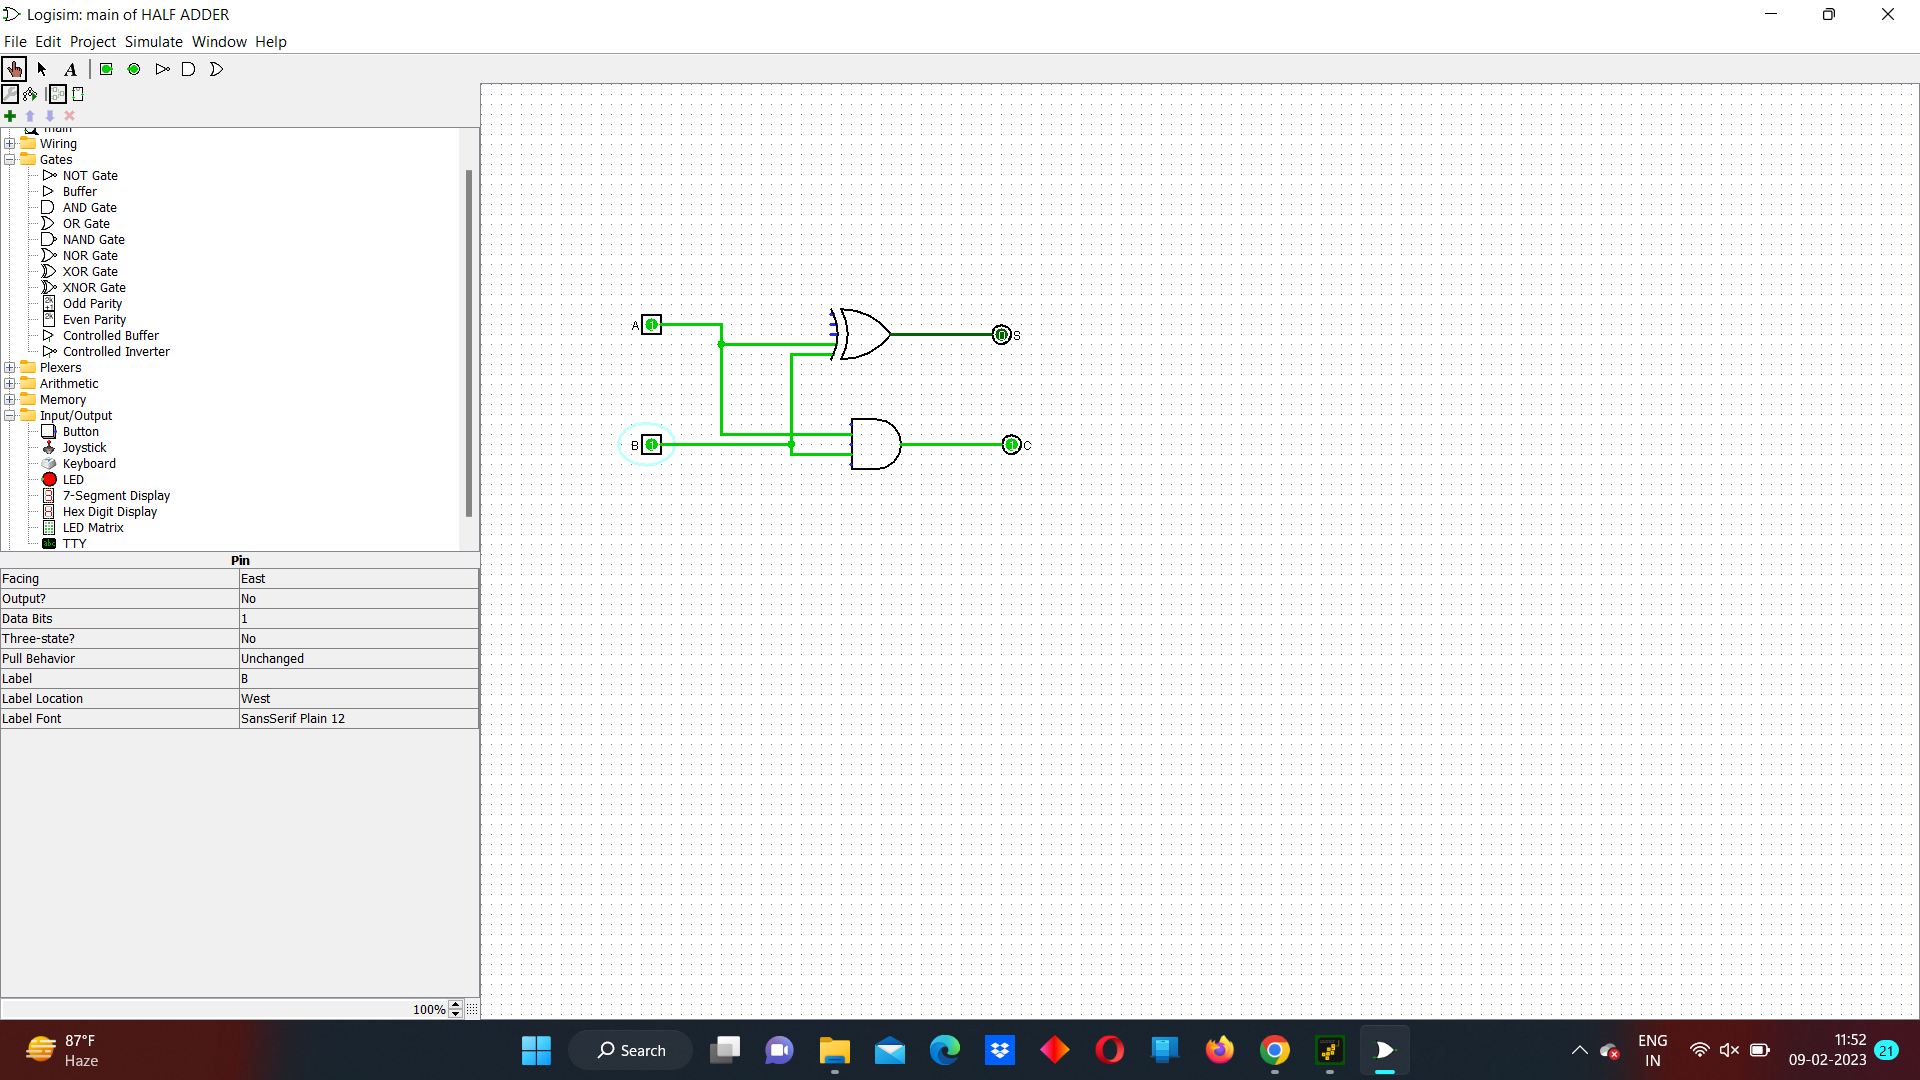 Logisim: main of HALF ADDER
File Edit Project Simulate Window Help
A
main
Wiring
Gates
NOT Gate
Buffer
AND Gate
OR Gate
NAND Gate
NOR Gate
XOR Gate
XNOR Gate
Odd Parity
Even Parity
Controlled Buffer
Controlled Inverter
Plexers
Arithmetic
Memory
Input/Output
Button
Joystick
Keyboard
LED
7-Segment Display
Hex Digit Display
LED Matrix
TTY
Pin
Facing East
Output? No
Data Bits 1
Three-state? No
Pull Behavior Unchanged
Label B
Label Location West
Label Font SansSerif Plain 12
100%
A 1
0 S
B 1
1 C
87°F
Haze
Search
ENG
IN
11:52
09-02-2023
21